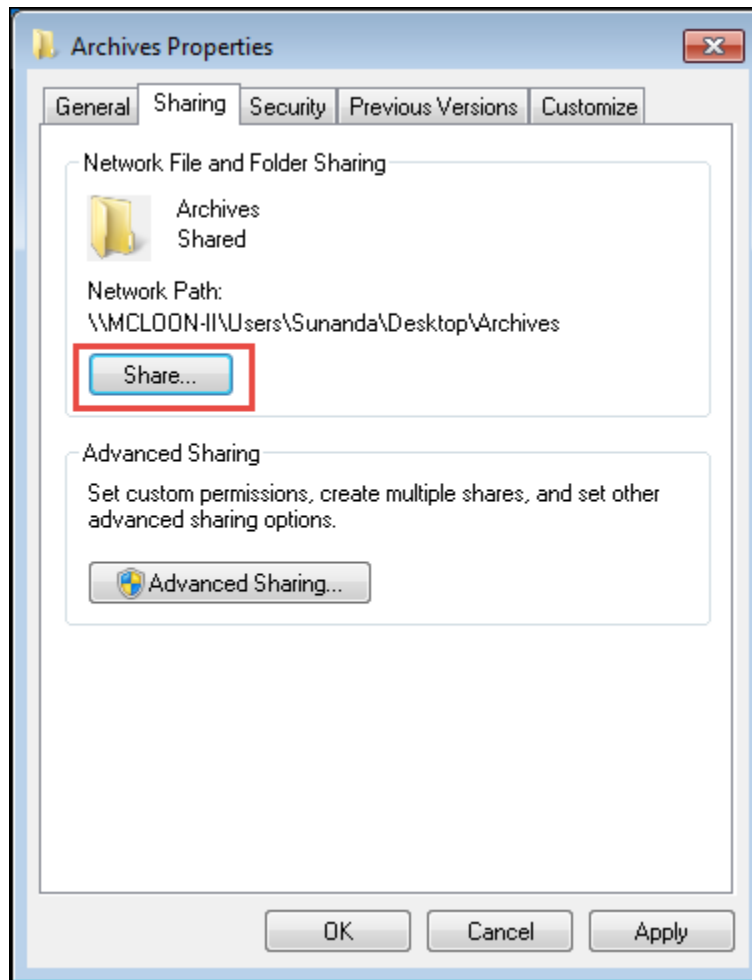 Archives Properties
General Sharing Security Previous Versions Customize
Network File and Folder Sharing
Archives
Shared
Network Path:
\\MCLOON-II\Users\Sunanda\Desktop\Archives
Share...
Advanced Sharing
Set custom permissions, create multiple shares, and set other
advanced sharing options.
Advanced Sharing...
OK Cancel Apply